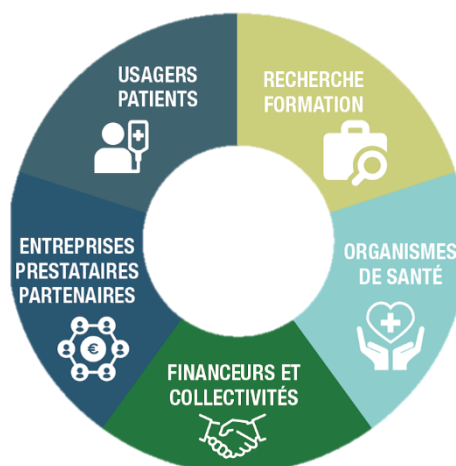 USAGERS
PATIENTS
RECHERCHE
FORMATION
ENTREPRISES
PRESTATAIRES
PARTENAIRES
€
ORGANISMES
DE SANTÉ
FINANCEURS ET
COLLECTIVITÉS